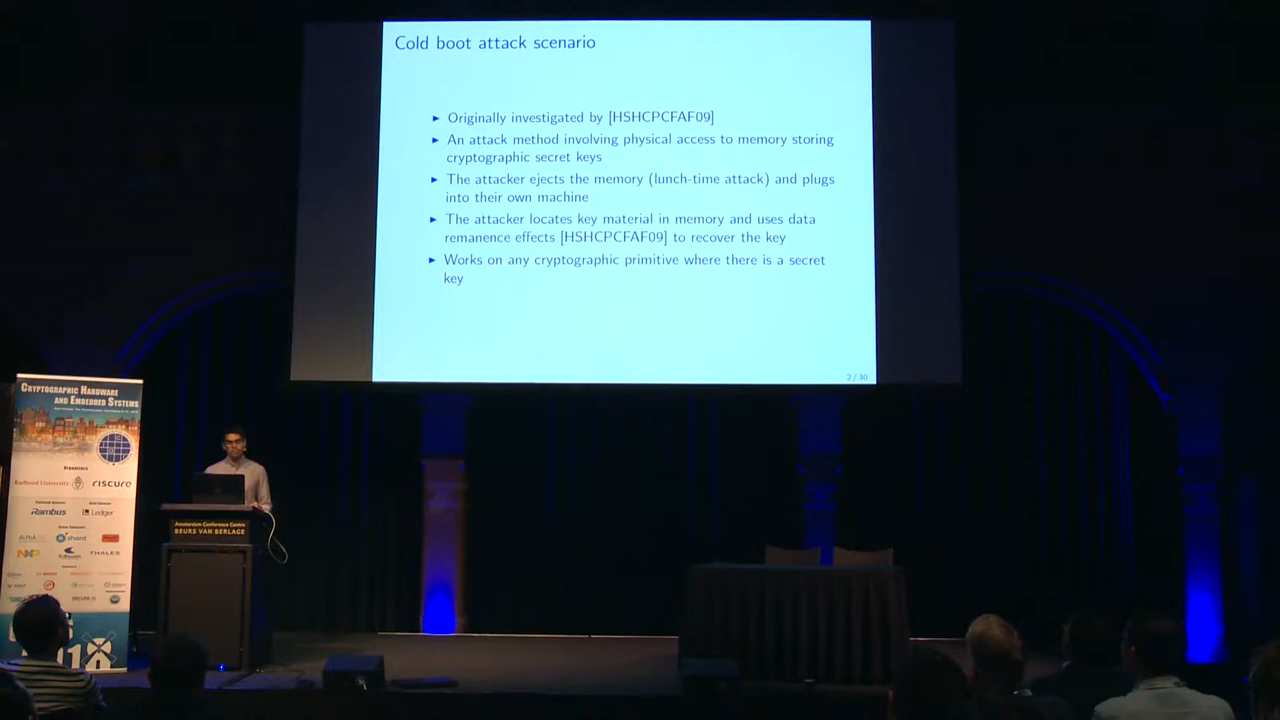 Cold boot attack scenario
► Originally investigated by [HSHCPCFAF09]
► An attack method involving physical access to memory storing
cryptographic secret keys
► The attacker ejects the memory (lunch-time attack) and plugs
into their own machine
► The attacker locates key material in memory and uses data
remanence effects [HSHCPCFAF09] to recover the key
► Works on any cryptographic primitive where there is a secret
key
2 / 30
CRYPTOGRAPHIC HARDWARE
AND EMBEDDED SYSTEMS
Organizers
Radboud University
riscure
Rambus
Ledger
eshard
NXP
THALES
Amsterdam Conference Centre
BEURS VAN BERLAGE